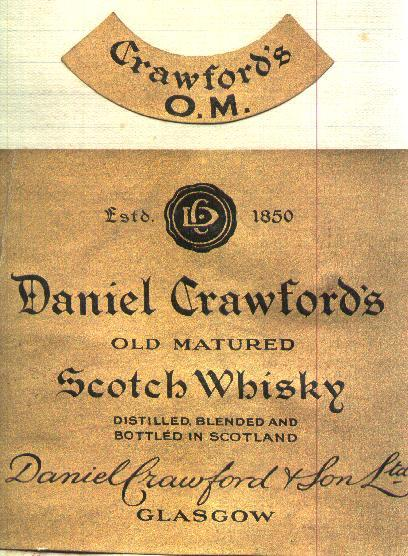 Crawford's
O.M.
Estd. DC 1850
Daniel Crawford's
OLD MATURED
Scotch Whisky
DISTILLED, BLENDED AND
BOTTLED IN SCOTLAND
Daniel Crawford & Son Ltd
GLASGOW